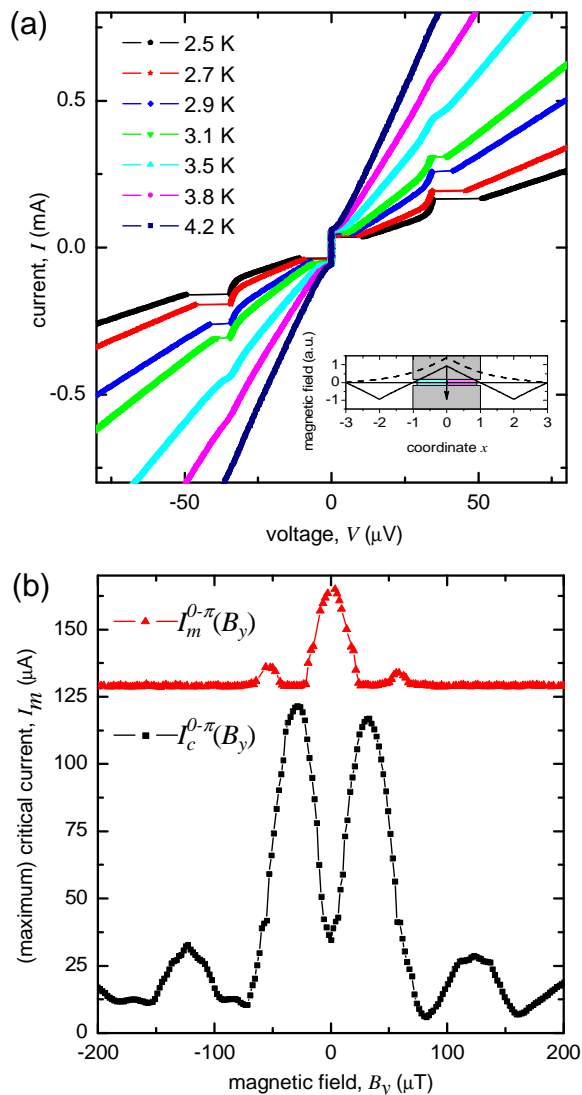 (a)
2.5 K
2.7 K
2.9 K
3.1 K
3.5 K
3.8 K
4.2 K
0.5
0.0
-0.5
current, I (mA)
magnetic field (a.u.)
1
0
-1
-3 -2 -1 0 1 2 3
coordinate x
-50 0 50
voltage, V (μV)
(b)
I_m^{0-π}(B_y)
I_c^{0-π}(B_y)
150
125
100
75
50
25
0
(maximum) critical current, I_m (μA)
-200 -100 0 100 200
magnetic field, B_y (μT)